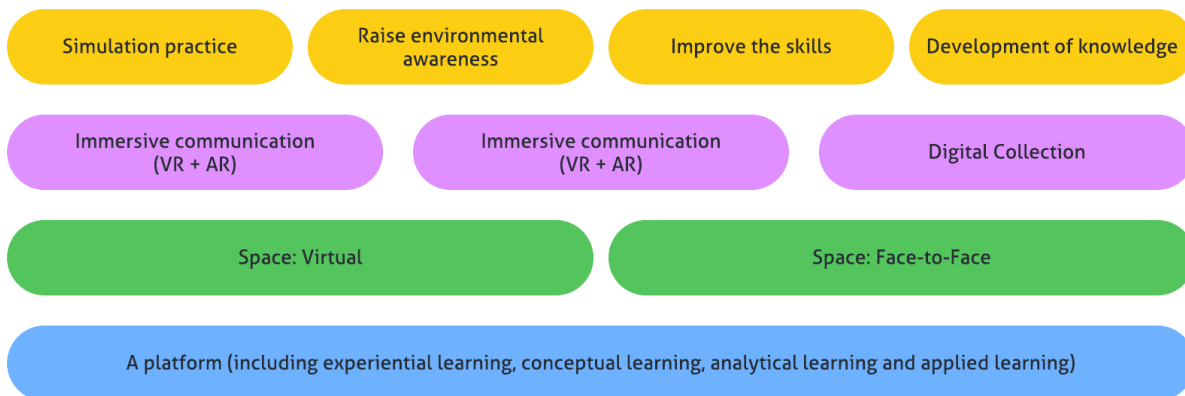 Simulation practice
Raise environmental
awareness
Improve the skills
Development of knowledge
Immersive communication
(VR + AR)
Immersive communication
(VR + AR)
Digital Collection
Space: Virtual
Space: Face-to-Face
A platform (including experiential learning, conceptual learning, analytical learning and applied learning)